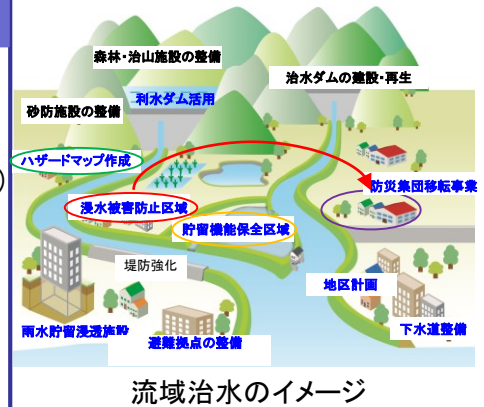 森林・治山施設の整備
治水ダムの建設・再生
利水ダム活用
砂防施設の整備
ハザードマップ作成
)
防災集団移転事業
浸水被害防止区域
貯留機能保全区域
堤防強化
地区計画
雨水貯留浸透施設
避難拠点の整備
下水道整備
流域治水のイメージ